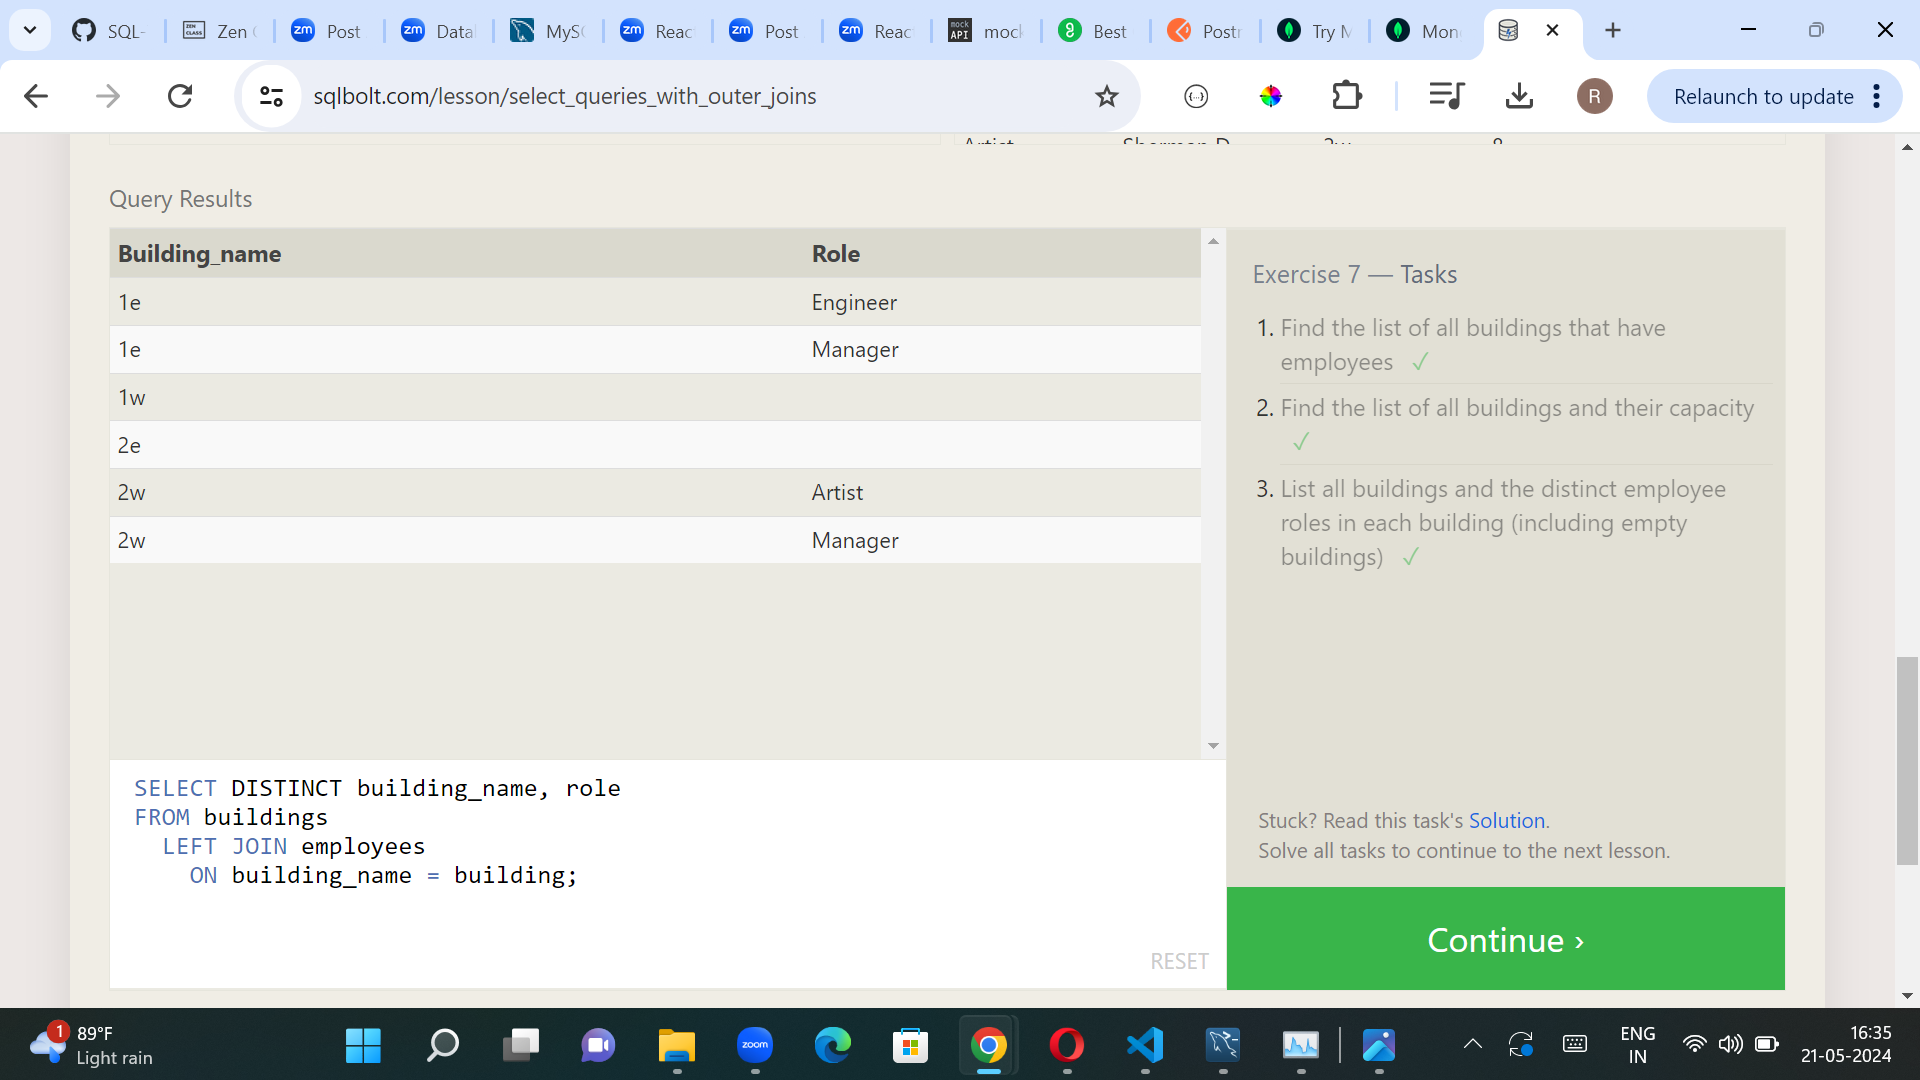 SQL-
Zen
Post
Data
MyS
Reac
Post
Reac
mock
API
mock
Best
Post
Try M
Mon
sqlbolt.com/lesson/select_queries_with_outer_joins
R
Relaunch to update
Query Results
Building_name Role
1e Engineer
1e Manager
1w
2e
2w Artist
2w Manager
Exercise 7 — Tasks
1. Find the list of all buildings that have
employees ✓
2. Find the list of all buildings and their capacity
✓
3. List all buildings and the distinct employee
roles in each building (including empty
buildings) ✓
SELECT DISTINCT building_name, role
FROM buildings
LEFT JOIN employees
ON building_name = building;
RESET
Stuck? Read this task's Solution.
Solve all tasks to continue to the next lesson.
Continue ›
1
89°F
Light rain
zoom
ENG
IN
16:35
21-05-2024